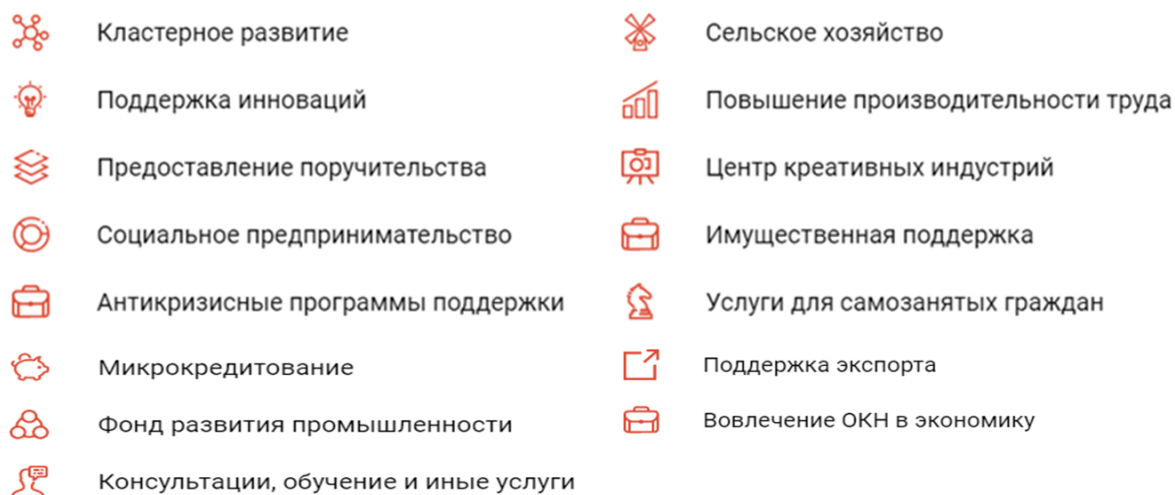 Кластерное развитие
Поддержка инноваций
Предоставление поручительства
Социальное предпринимательство
Антикризисные программы поддержки
Микрокредитование
Фонд развития промышленности
Консультации, обучение и иные услуги
Сельское хозяйство
Повышение производительности труда
Центр креативных индустрий
Имущественная поддержка
Услуги для самозанятых граждан
Поддержка экспорта
Вовлечение ОКН в экономику